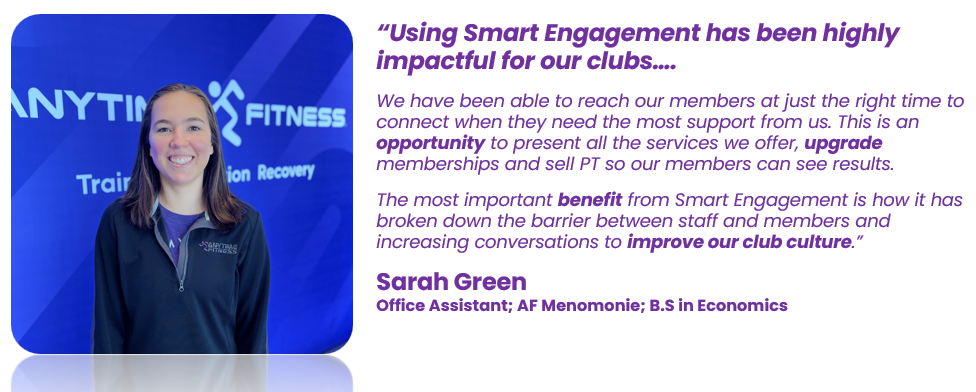 ANYTIM FITNESS
Train ion Recovery
ANYTIME
FITNESS
“Using Smart Engagement has been highly
impactful for our clubs....
We have been able to reach our members at just the right time to
connect when they need the most support from us. This is an
opportunity to present all the services we offer, upgrade
memberships and sell PT so our members can see results.
The most important benefit from Smart Engagement is how it has
broken down the barrier between staff and members and
increasing conversations to improve our club culture.”
Sarah Green
Office Assistant; AF Menomonie; B.S in Economics